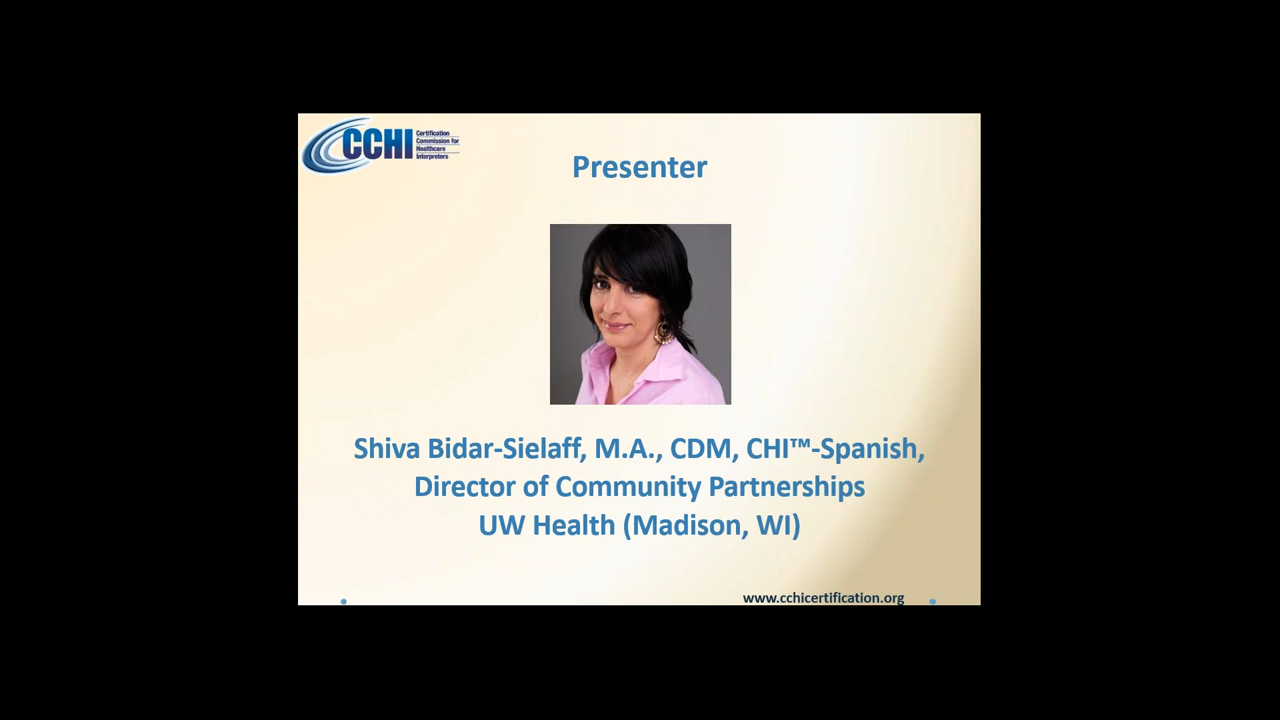 CCHI
Certification
Commission for
Healthcare
Interpreters
Presenter
Shiva Bidar-Sielaff, M.A., CDM, CHI™-Spanish,
Director of Community Partnerships
UW Health (Madison, WI)
www.cchicertification.org